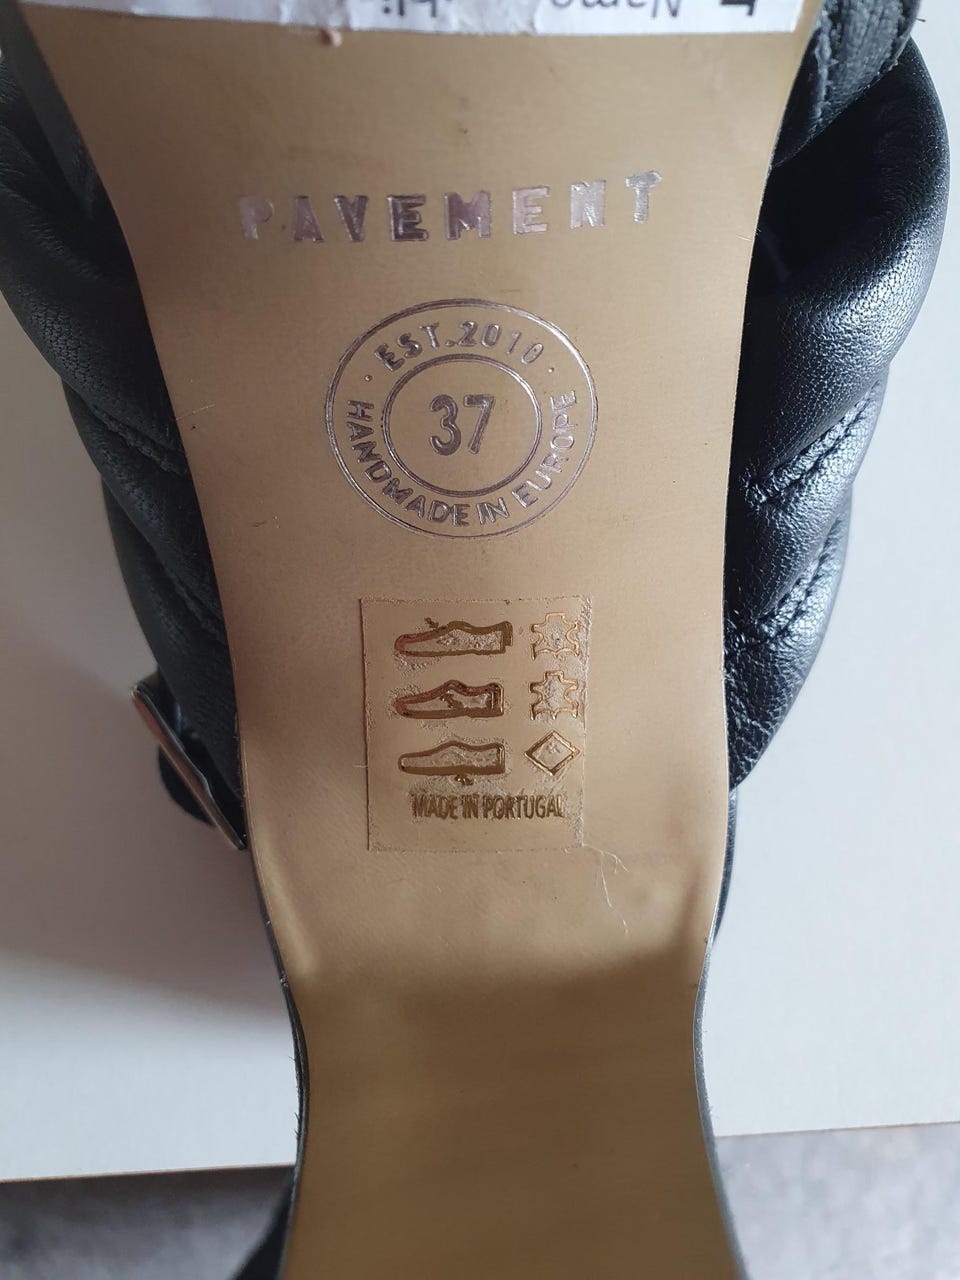 PAVEMENT
EST. 2010
37
HANDMADE IN EUROPE
MADE IN PORTUGAL